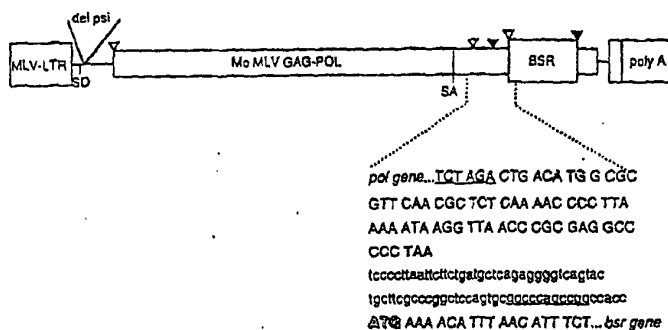 del psi
MLV-LTR
SD
Mo MLV GAG-POL
SA
BSR
poly A
pol gene...TCT AGA CTG ACA TGG CGC
GTT CAA CGC TCT CAA AAC CCC TTA
AAA ATA AGG TTA ACC CGC GAG GCC
CCC TAA
tccccttaattcttctgatgctcagaggggtcagtac
tgcttcgcccggctccagtgcggcccagccggccacc
ATG AAA ACA TTT AAC ATT TCT...bsr gene